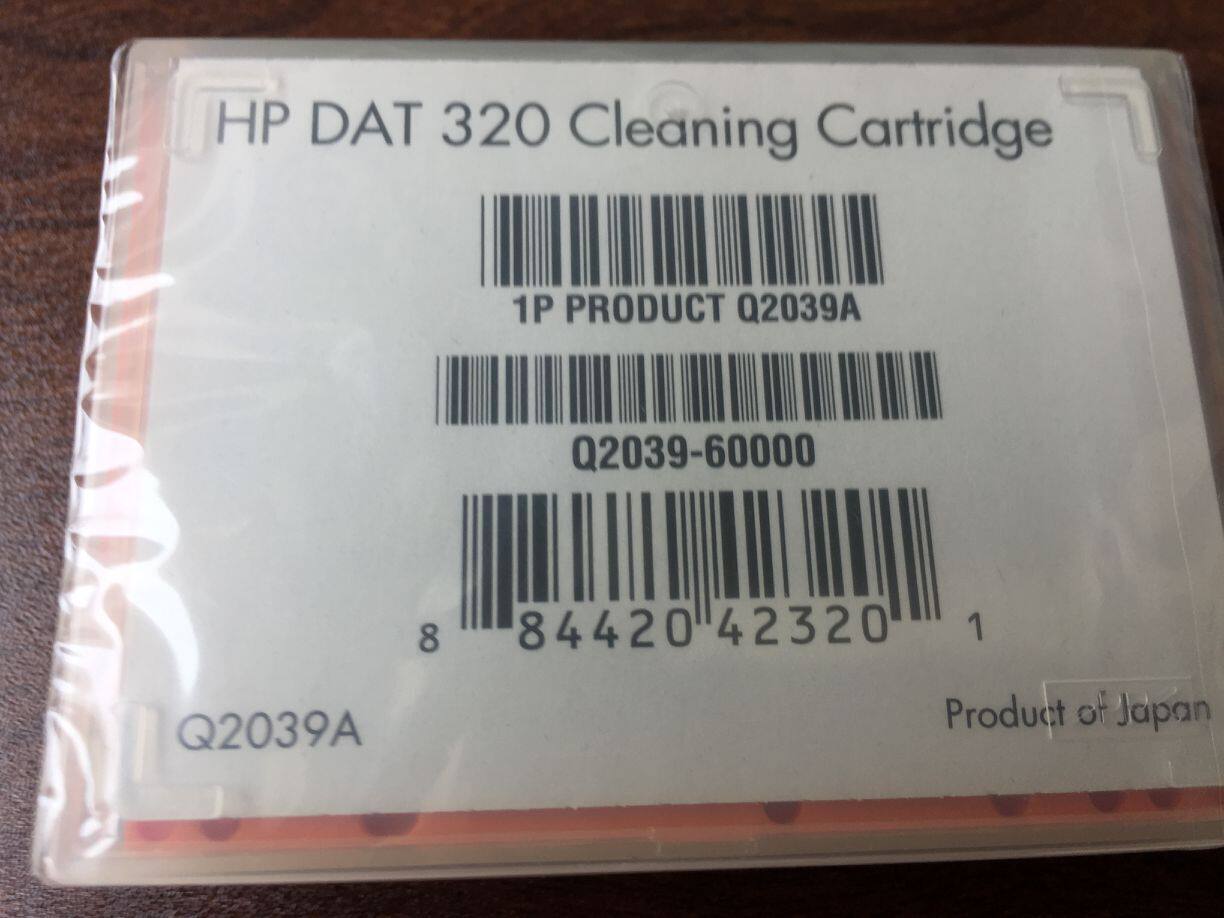 HP DAT 320 Cleaning Cartridge
1P PRODUCT Q2039A
Q2039-60000
8 84420 42320 1
Q2039A
Product of Japan